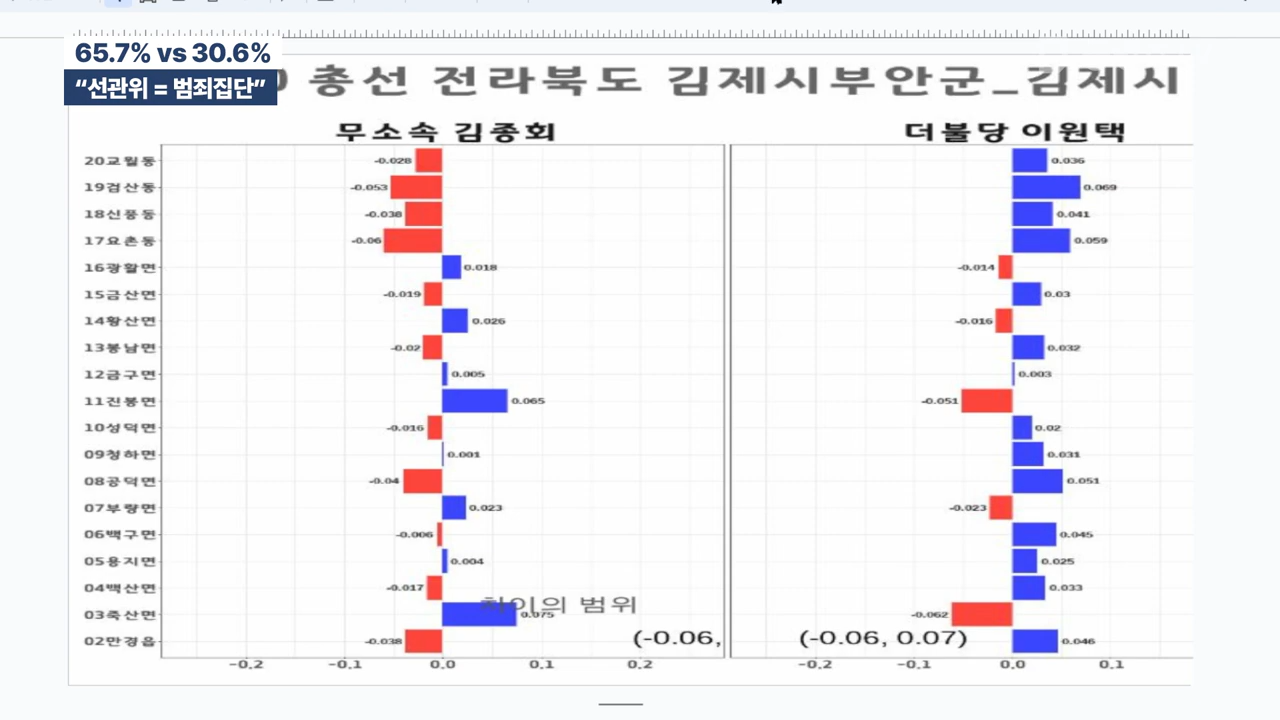 65.7% vs 30.6%
“선관위 = 범죄집단”
0 총선 전라북도 김제시부안군_김제시
무소속 김종회
더불당 이원택
20교월동 -0.028 0.036
19검산동 -0.053 0.069
18신풍동 -0.038 0.041
17요촌동 -0.06 0.059
16광활면 0.018 -0.014
15금산면 -0.019 0.03
14황산면 0.026 -0.016
13봉남면 -0.02 0.032
12금구면 0.005 0.003
11진봉면 0.065 -0.051
10성덕면 -0.016 0.02
09청하면 0.001 0.031
08공덕면 -0.04 0.051
07부량면 0.023 -0.023
06백구면 -0.006 0.045
05용지면 0.004 0.025
04백산면 -0.017 0.033
차이의 범위
03죽산면 0.075 -0.062
02만경읍 -0.038 (-0.06, (-0.06, 0.07) 0.046
-0.2 -0.1 0.0 0.1 0.2 -0.2 -0.1 0.0 0.1